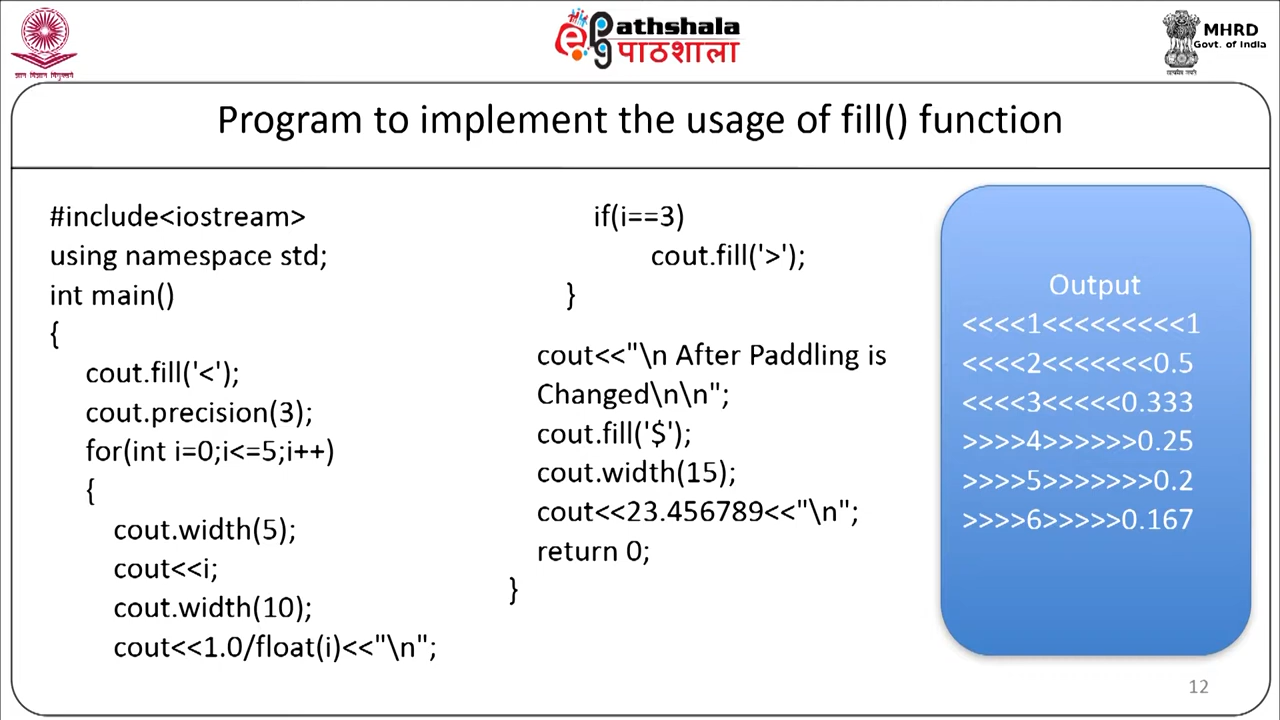 ज्ञान विज्ञान विमुक्तये
ePathshala
पाठशाला
MHRD
Govt. of India
सत्यमेव जयते
Program to implement the usage of fill() function
#include<iostream>
using namespace std;
int main()
{
cout.fill('<');
cout.precision(3);
for(int i=0;i<=5;i++)
{
cout.width(5);
cout<<i;
cout.width(10);
cout<<1.0/float(i)<<"\n";
if(i==3)
cout.fill('>');
}
cout<<"\n After Paddling is
Changed\n\n";
cout.fill('$');
cout.width(15);
cout<<23.456789<<"\n";
return 0;
}
Output
<<<<1<<<<<<<<<1
<<<<2<<<<<<<0.5
<<<<3<<<<<0.333
>>>>4>>>>>>0.25
>>>>5>>>>>>>0.2
>>>>6>>>>>0.167
12